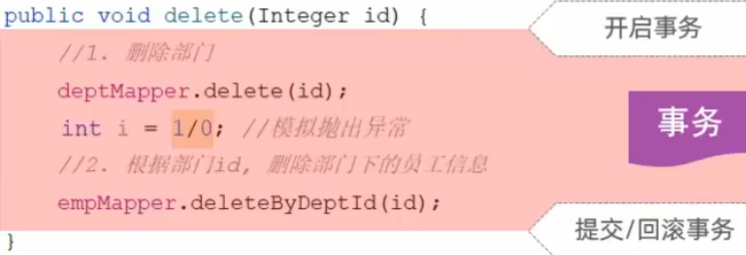 public void delete(Integer id) {
开启事务
//1. 删除部门
deptMapper.delete(id);
事务
int i = 1/0; //模拟抛出异常
//2. 根据部门id, 删除部门下的员工信息
empMapper.deleteByDeptId(id);
提交/回滚事务
}